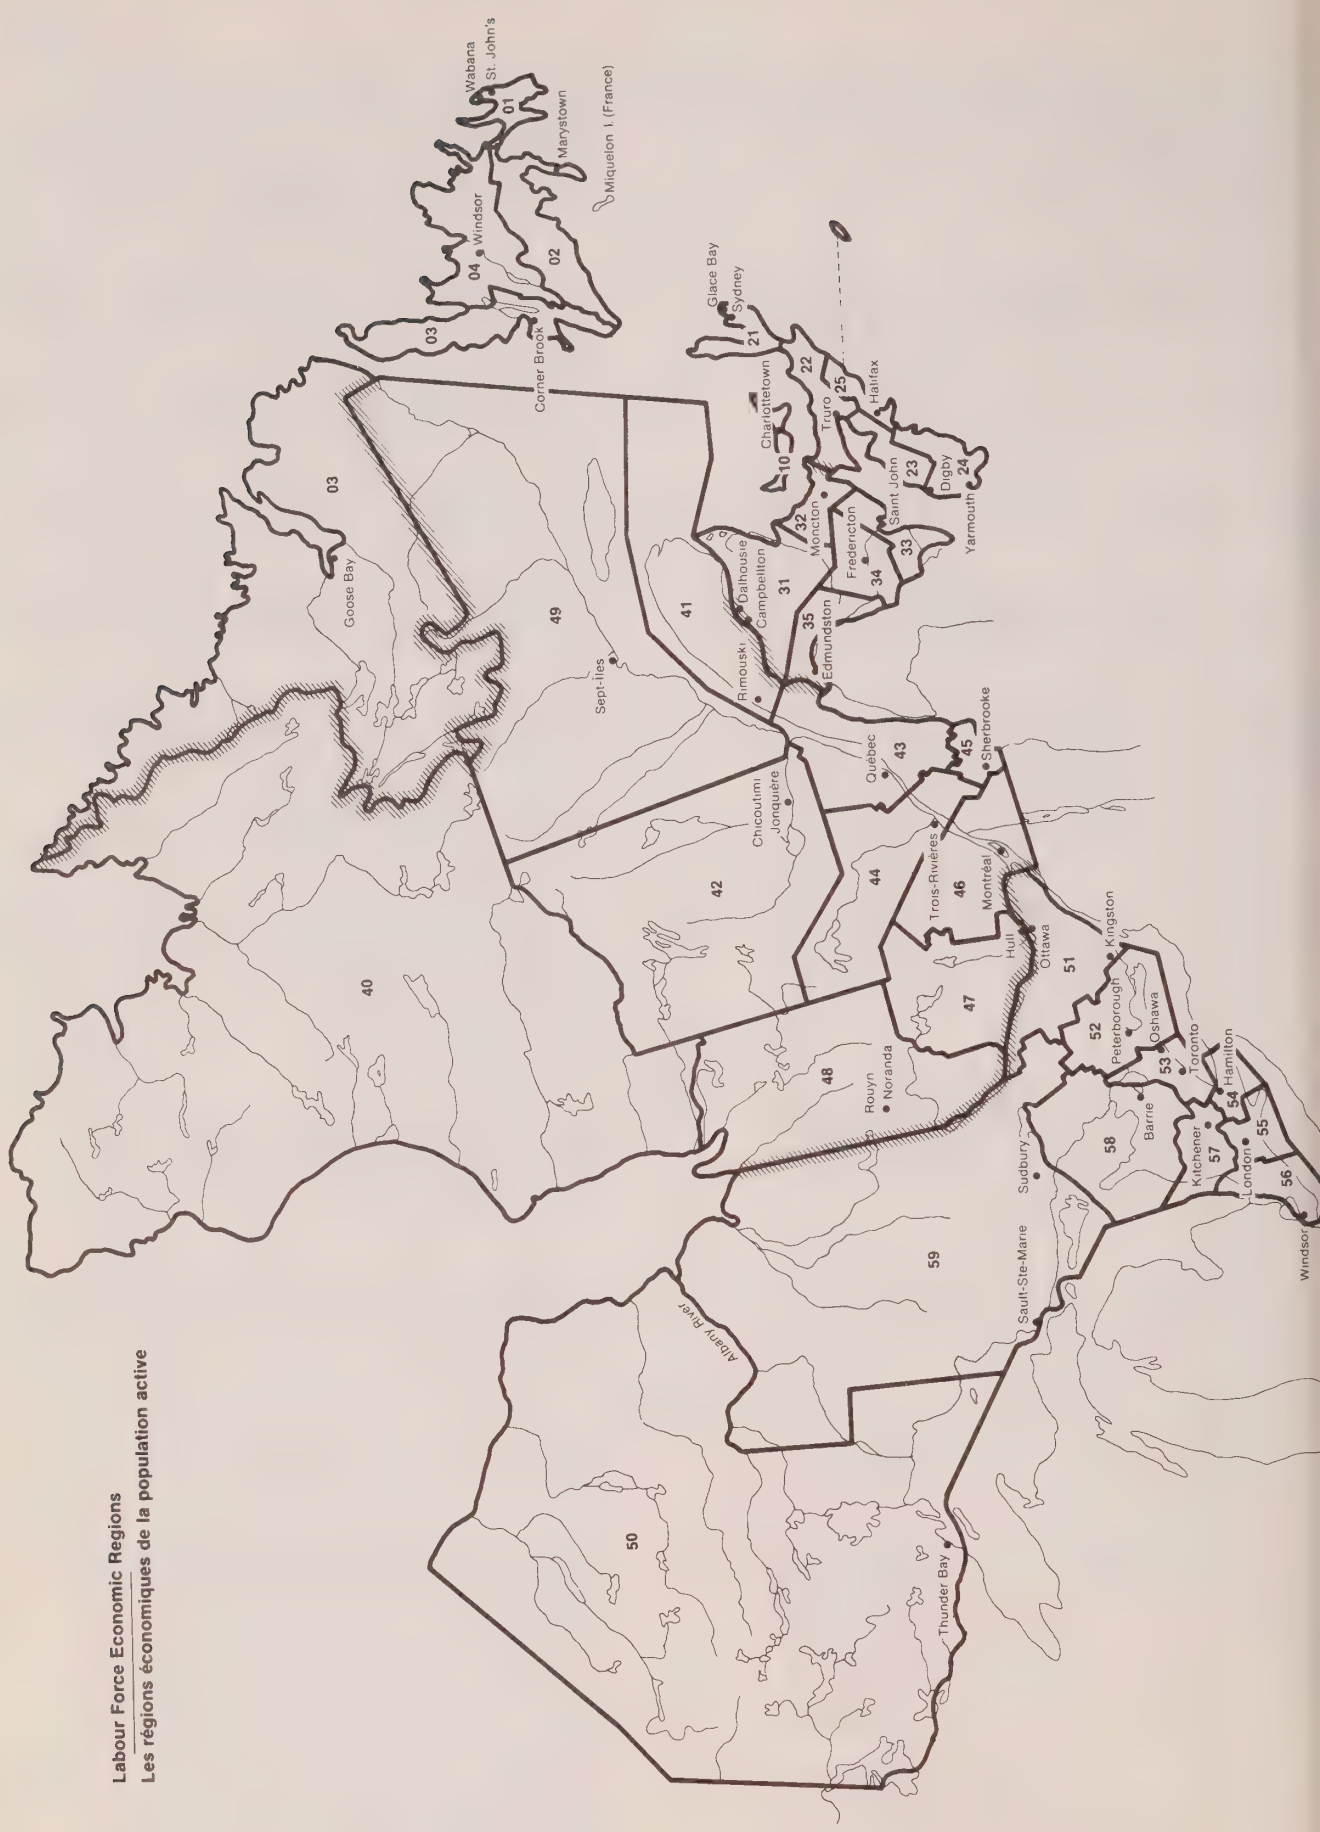 Labour Force Economic Regions
Les régions économiques de la population active
Wabana
St. John's
01
Marystown
Miquelon I. (France)
Windsor
04
02
03
Corner Brook
03
Goose Bay
Glace Bay
Sydney
21
22
25
Halifax
Truro
Charlottetown
10
23
Digby
24
Yarmouth
Saint John
32
Moncton
Fredericton
33
34
31
35
Edmundston
Dalhousie
Campbellton
Rimouski
41
49
Sept-Îles
40
42
Chicoutimi
Jonquière
Québec
43
45
Sherbrooke
44
Trois-Rivières
46
Montréal
Hull
Ottawa
47
48
Rouyn
Noranda
51
Kingston
52
Peterborough
Oshawa
53
Toronto
Hamilton
54
55
56
57
Kitchener
London
Windsor
58
Barrie
Sudbury
59
Sault-Ste-Marie
Albany River
50
Thunder Bay